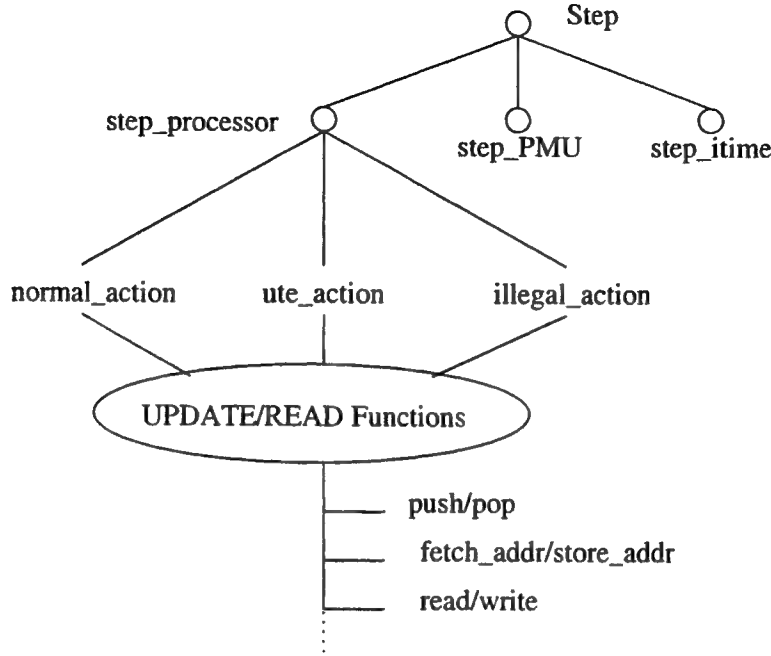 Step
step_processor
step_PMU
step_itime
normal_action
ute_action
illegal_action
UPDATE/READ Functions
push/pop
fetch_addr/store_addr
read/write